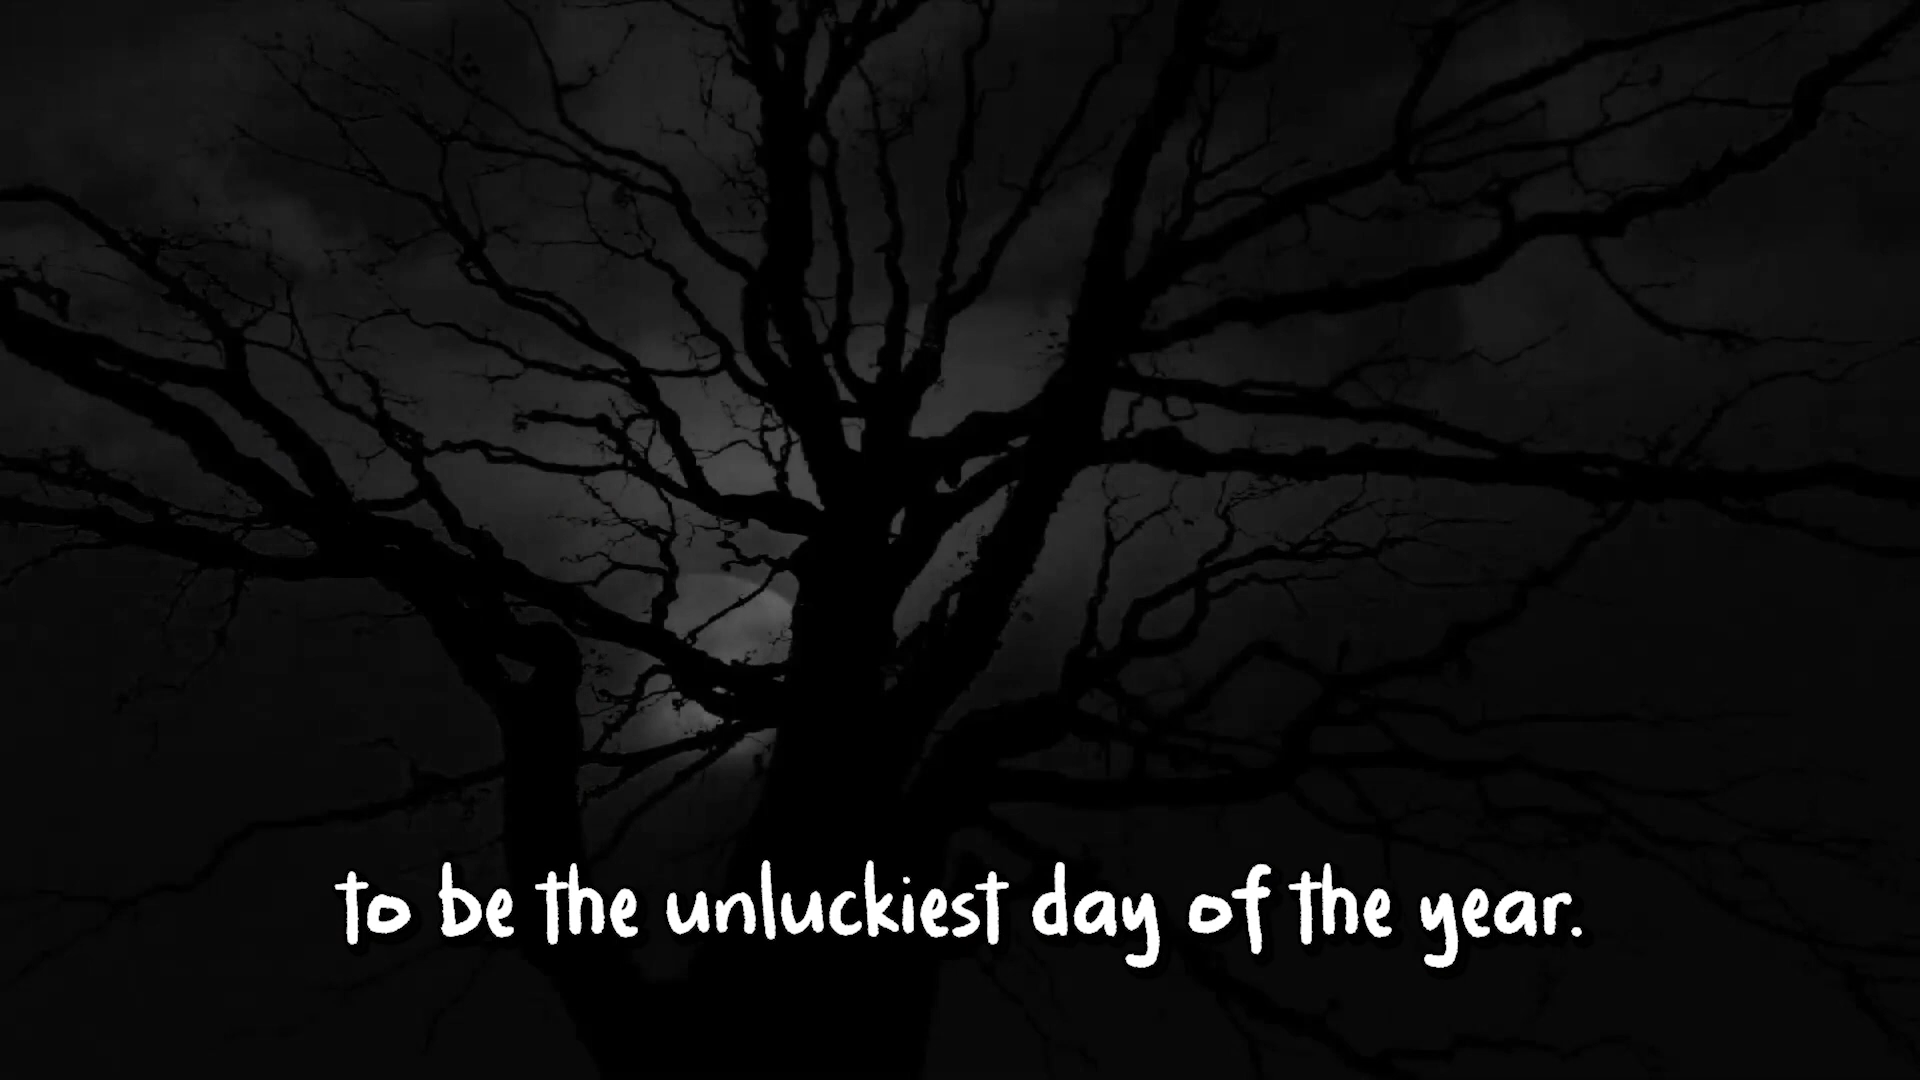 to be the unluckiest day of the year.